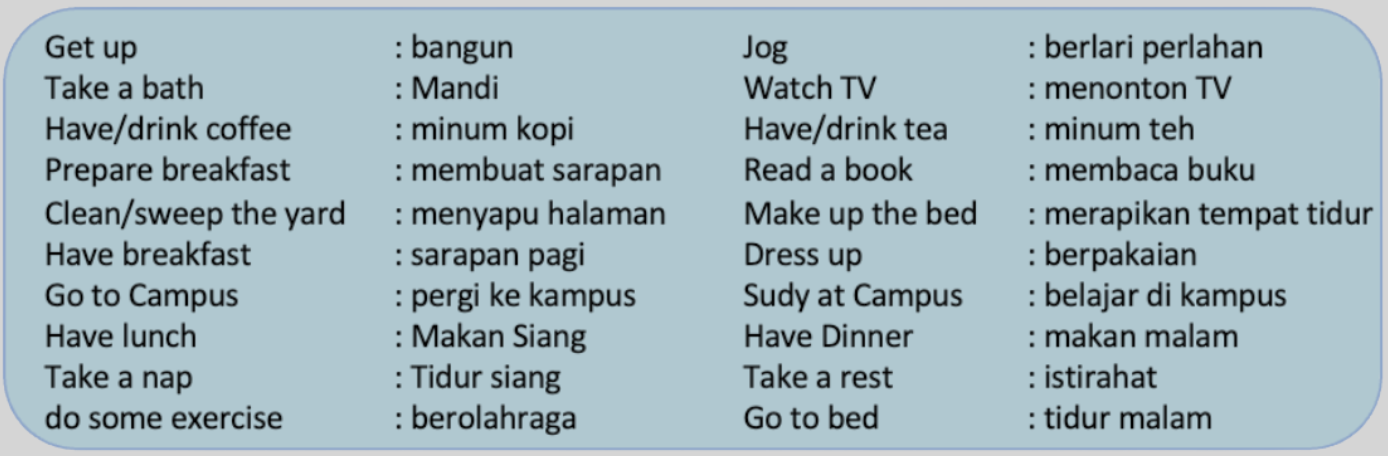 Get up : bangun
Take a bath : Mandi
Have/drink coffee : minum kopi
Prepare breakfast : membuat sarapan
Clean/sweep the yard : menyapu halaman
Have breakfast : sarapan pagi
Go to Campus : pergi ke kampus
Have lunch : Makan Siang
Take a nap : Tidur siang
do some exercise : berolahraga
Jog : berlari perlahan
Watch TV : menonton TV
Have/drink tea : minum teh
Read a book : membaca buku
Make up the bed : merapikan tempat tidur
Dress up : berpakaian
Sudy at Campus : belajar di kampus
Have Dinner : makan malam
Take a rest : istirahat
Go to bed : tidur malam